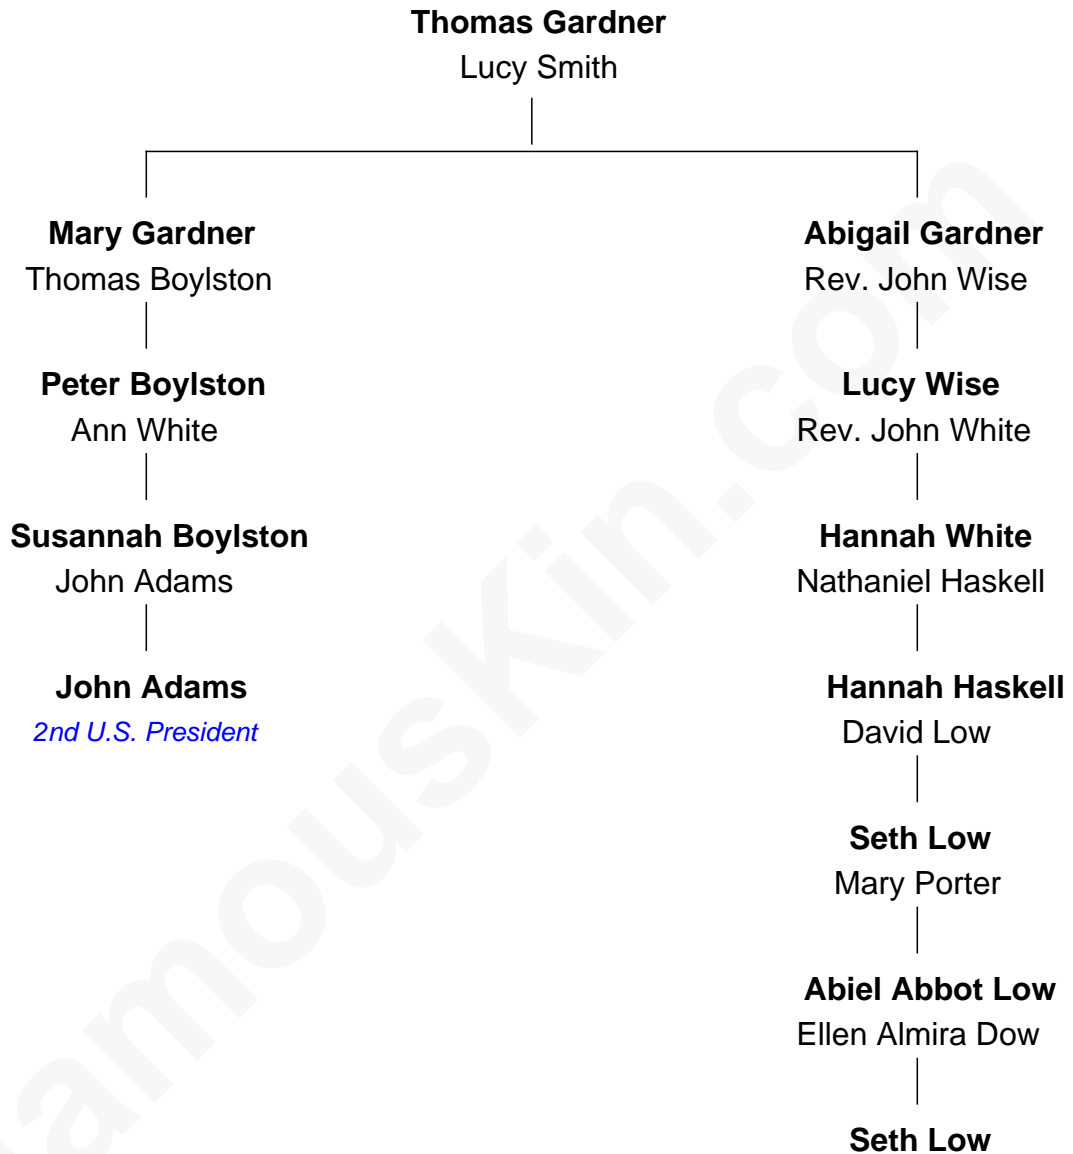 Thomas Gardner
Lucy Smith
Mary Gardner
Thomas Boylston
Peter Boylston
Ann White
Susannah Boylston
John Adams
John Adams
2nd U.S. President
Abigail Gardner
Rev. John Wise
Lucy Wise
Rev. John White
Hannah White
Nathaniel Haskell
Hannah Haskell
David Low
Seth Low
Mary Porter
Abiel Abbot Low
Ellen Almira Dow
Seth Low
amouskin.com